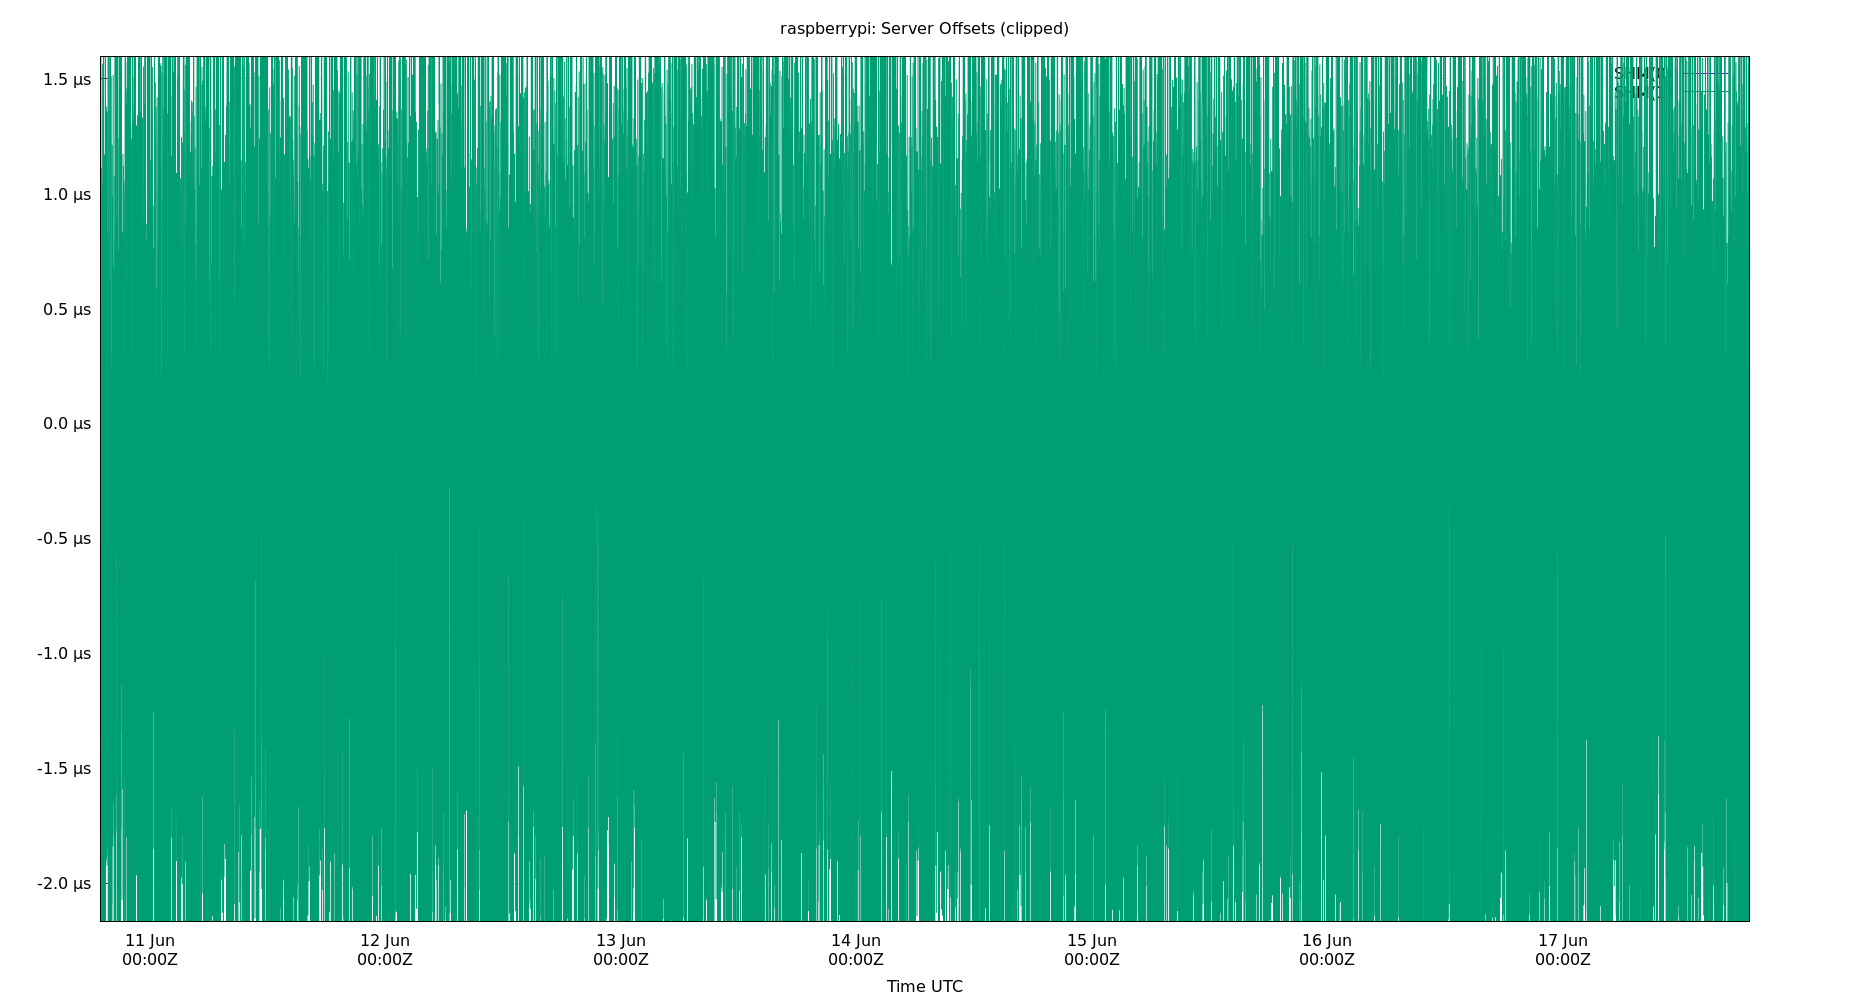 raspberrypi: Server Offsets (clipped)
1.5 µs
1.0 µs
0.5 µs
0.0 µs
-0.5 µs
-1.0 µs
-1.5 µs
-2.0 µs
11 Jun
00:00Z
12 Jun
00:00Z
13 Jun
00:00Z
14 Jun
00:00Z
15 Jun
00:00Z
16 Jun
00:00Z
17 Jun
00:00Z
Time UTC